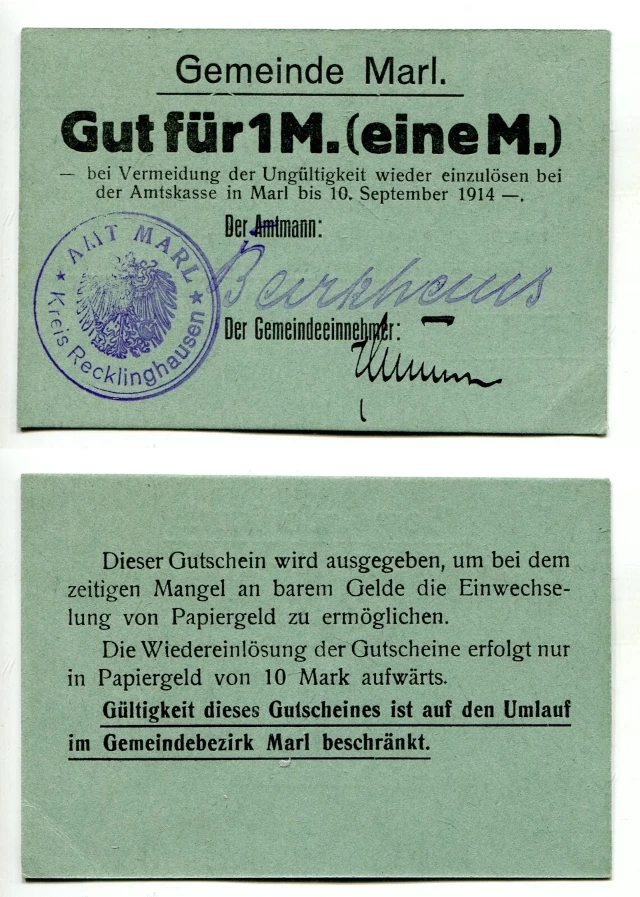 Gemeinde Marl.
Gut für 1 M. (eine M.)
— bei Vermeidung der Ungültigkeit wieder einzulösen bei
der Amtskasse in Marl bis 10. September 1914 —.
Der Amtmann:
AMT MARL
Kreis Recklinghausen
Barkhaus
Der Gemeindeeinnehmer:
Dieser Gutschein wird ausgegeben, um bei dem
zeitigen Mangel an barem Gelde die Einwechse-
lung von Papiergeld zu ermöglichen.
Die Wiedereinlösung der Gutscheine erfolgt nur
in Papiergeld von 10 Mark aufwärts.
Gültigkeit dieses Gutscheines ist auf den Umlauf
im Gemeindebezirk Marl beschränkt.